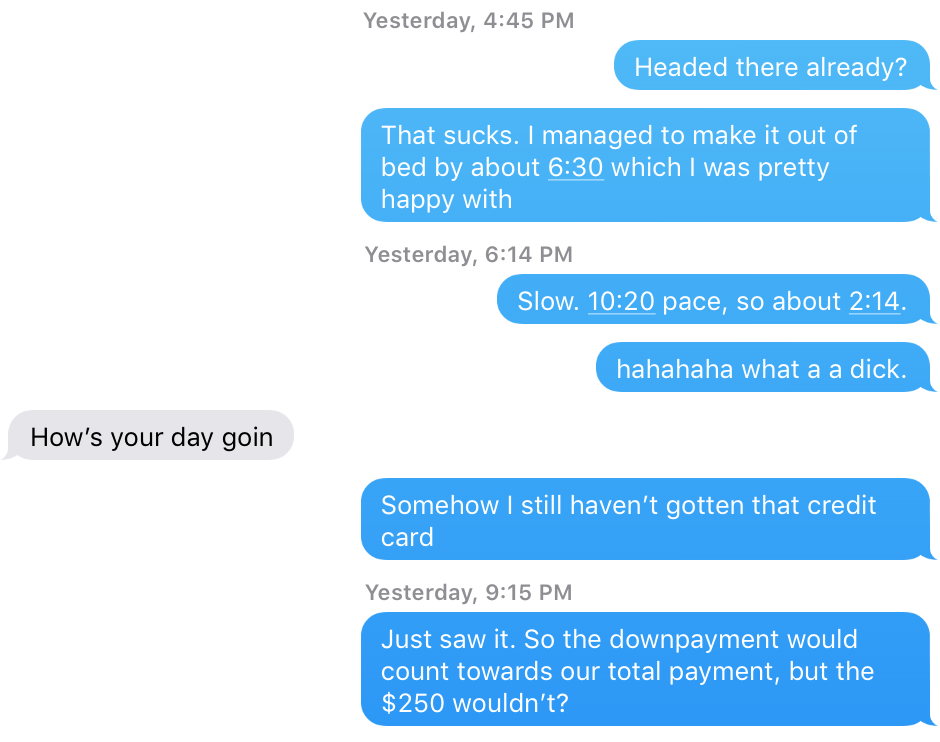 Yesterday, 4:45 PM
Headed there already?
That sucks. I managed to make it out of
bed by about 6:30 which I was pretty
happy with
Yesterday, 6:14 PM
Slow. 10:20 pace, so about 2:14.
hahahaha what a a dick.
How’s your day goin
Somehow I still haven’t gotten that credit
card
Yesterday, 9:15 PM
Just saw it. So the downpayment would
count towards our total payment, but the
$250 wouldn’t?